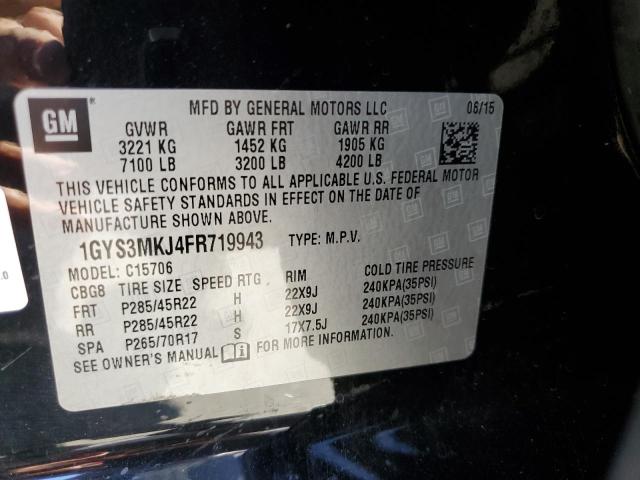 GM ® MFD BY GENERAL MOTORS LLC 06/15
GVWR GAWR FRT GAWR RR
3221 KG 1452 KG 1905 KG
7100 LB 3200 LB 4200 LB
THIS VEHICLE CONFORMS TO ALL APPLICABLE U.S. FEDERAL MOTOR
VEHICLE SAFETY STANDARDS IN EFFECT ON THE DATE OF
MANUFACTURE SHOWN ABOVE.
1GYS3MKJ4FR719943 TYPE: M.P.V.
MODEL: C15706
CBG8 TIRE SIZE SPEED RTG RIM COLD TIRE PRESSURE
FRT P285/45R22 H 22X9J 240KPA(35PSI)
RR P285/45R22 H 22X9J 240KPA(35PSI)
SPA P265/70R17 S 17X7.5J 240KPA(35PSI)
SEE OWNER'S MANUAL FOR MORE INFORMATION.